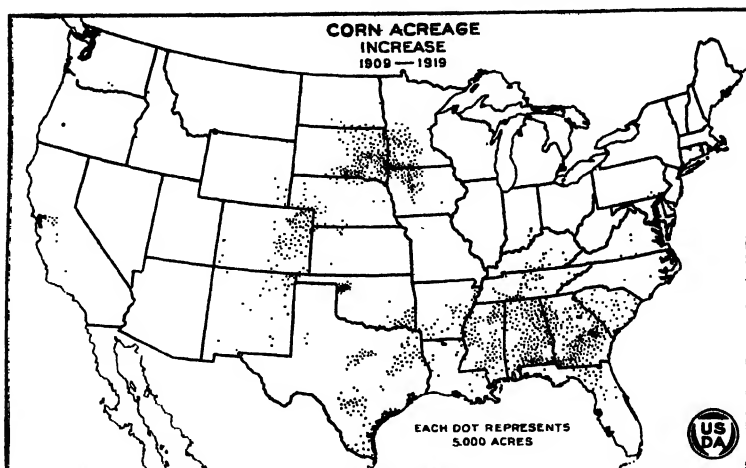 CORN ACREAGE
INCREASE
1909 — 1919
EACH DOT REPRESENTS
5.000 ACRES
US
DA